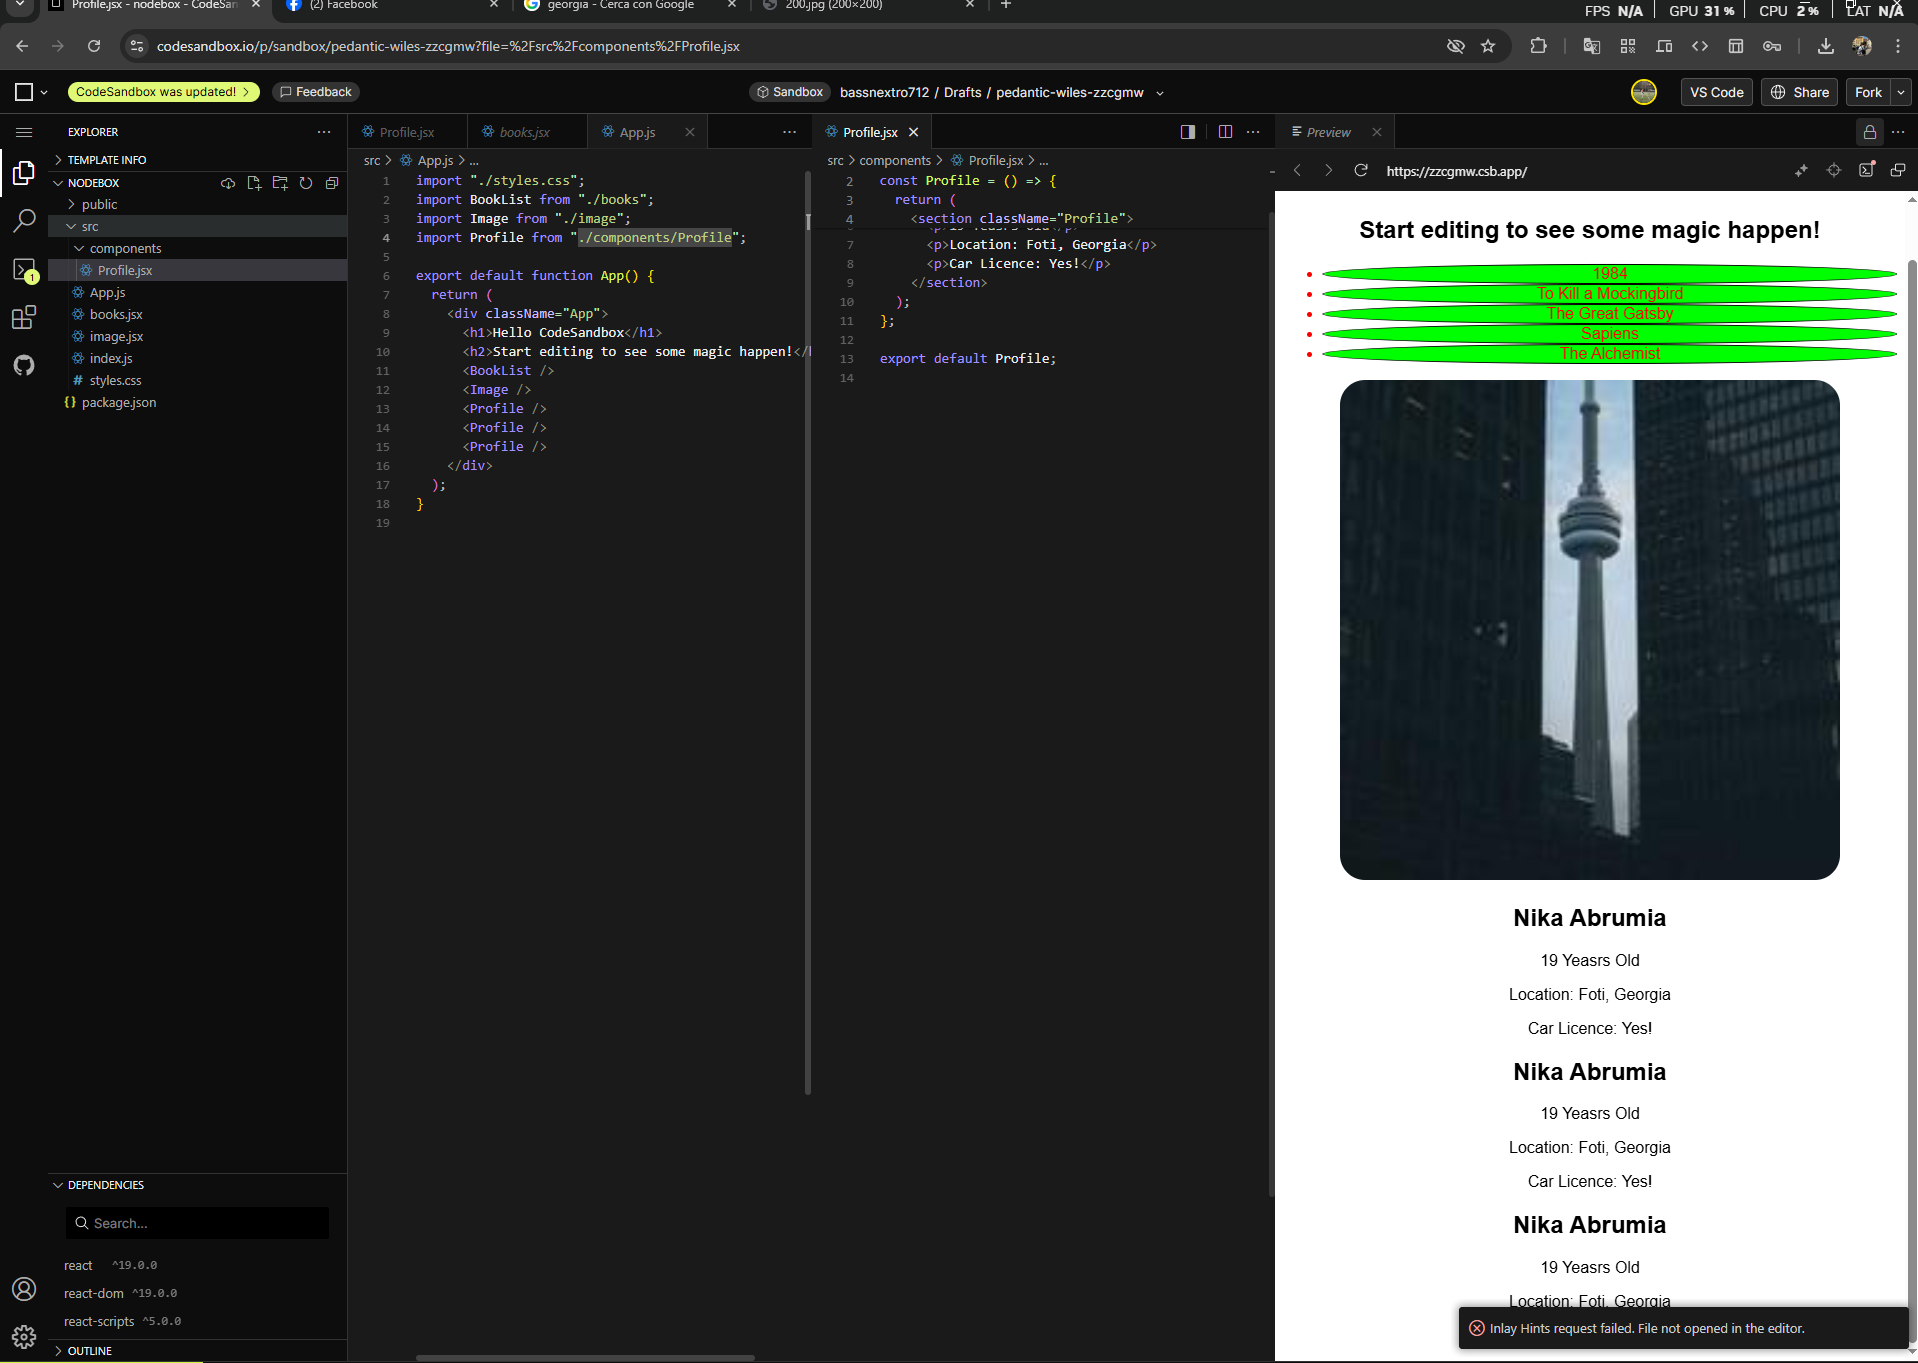 Profile.jsx - nodebox - CodeSan
(2) Facebook
georgia - Cerca con Google
200.jpg (200×200)
FPS N/A
GPU 31 %
CPU 2 %
LAT N/A
codesandbox.io/p/sandbox/pedantic-wiles-zzcgmw?file=%2Fsrc%2Fcomponents%2FProfile.jsx
CodeSandbox was updated!
Feedback
Sandbox
bassnextro712 / Drafts / pedantic-wiles-zzcgmw
VS Code
Share
Fork
EXPLORER
TEMPLATE INFO
NODEBOX
public
src
components
Profile.jsx
App.js
books.jsx
image.jsx
index.js
# styles.css
{} package.json
1
DEPENDENCIES
Search...
react ^19.0.0
react-dom ^19.0.0
react-scripts ^5.0.0
OUTLINE
Profile.jsx
books.jsx
App.js
src > App.js > ...
1 import "./styles.css";
2 import BookList from "./books";
3 import Image from "./image";
4 import Profile from "./components/Profile";
5
6 export default function App() {
7 return (
8 <div className="App">
9 <h1>Hello CodeSandbox</h1>
10 <h2>Start editing to see some magic happen!</
11 <BookList />
12 <Image />
13 <Profile />
14 <Profile />
15 <Profile />
16 </div>
17 );
18 }
19
Profile.jsx
src > components > Profile.jsx > ...
2 const Profile = () => {
3 return (
4 <section className="Profile">
7 <p>Location: Foti, Georgia</p>
8 <p>Car Licence: Yes!</p>
9 </section>
10 );
11 };
12
13 export default Profile;
14
Preview
https://zzcgmw.csb.app/
Start editing to see some magic happen!
1984
To Kill a Mockingbird
The Great Gatsby
Sapiens
The Alchemist
Nika Abrumia
19 Yeasrs Old
Location: Foti, Georgia
Car Licence: Yes!
Nika Abrumia
19 Yeasrs Old
Location: Foti, Georgia
Car Licence: Yes!
Nika Abrumia
19 Yeasrs Old
Location: Foti, Georgia
Inlay Hints request failed. File not opened in the editor.